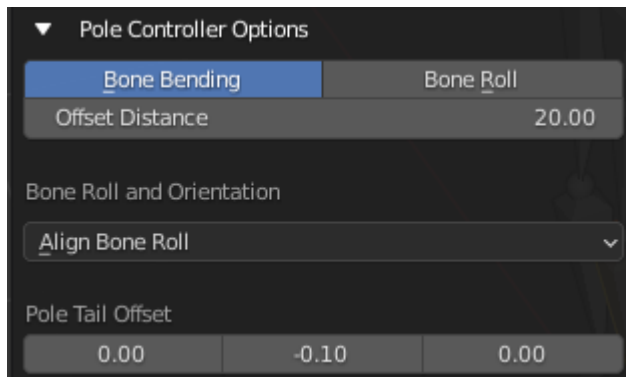 Pole Controller Options
Bone Bending Bone Roll
Offset Distance 20.00
Bone Roll and Orientation
Align Bone Roll
Pole Tail Offset
0.00 -0.10 0.00